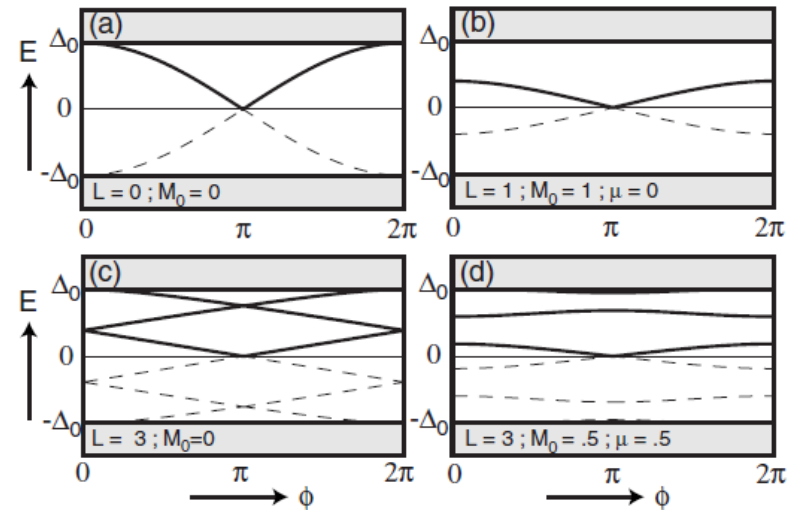 (a)
(b)
E
Δ₀
0
-Δ₀
L = 0 ; M₀ = 0
0
π
2π
Δ₀
0
-Δ₀
L = 1 ; M₀ = 1 ; μ = 0
0
π
2π
(c)
(d)
E
Δ₀
0
-Δ₀
L = 3 ; M₀=0
0
π
2π
ϕ
Δ₀
0
-Δ₀
L = 3 ; M₀ = .5 ; μ = .5
0
π
2π
ϕ